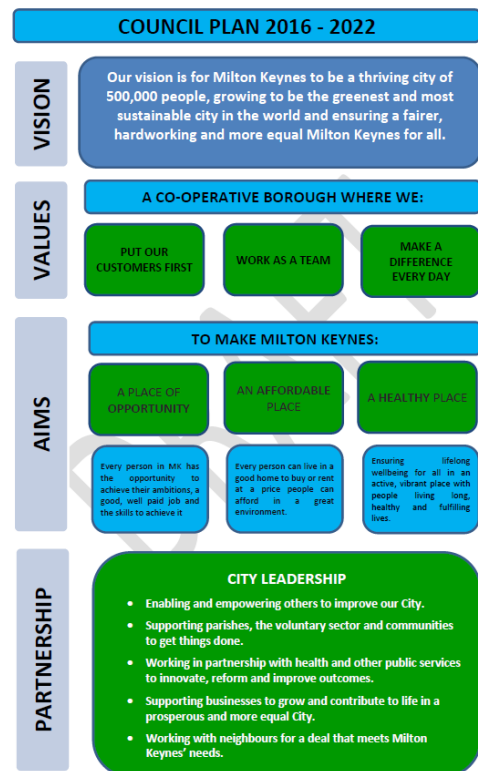 COUNCIL PLAN 2016 - 2022
VISION
Our vision is for Milton Keynes to be a thriving city of
500,000 people, growing to be the greenest and most
sustainable city in the world and ensuring a fairer,
hardworking and more equal Milton Keynes for all.
VALUES
A CO-OPERATIVE BOROUGH WHERE WE:
PUT OUR
CUSTOMERS FIRST
WORK AS A TEAM
MAKE A
DIFFERENCE
EVERY DAY
AIMS
TO MAKE MILTON KEYNES:
A PLACE OF
OPPORTUNITY
AN AFFORDABLE
PLACE
A HEALTHY PLACE
Every person in MK has
the opportunity to
achieve their ambitions, a
good, well paid job and
the skills to achieve it
Every person can live in a
good home to buy or rent
at a price people can
afford in a great
environment.
Ensuring lifelong
wellbeing for all in an
active, vibrant place with
people living long,
healthy and fulfilling
lives.
PARTNERSHIP
CITY LEADERSHIP
• Enabling and empowering others to improve our City.
• Supporting parishes, the voluntary sector and communities
to get things done.
• Working in partnership with health and other public services
to innovate, reform and improve outcomes.
• Supporting businesses to grow and contribute to life in a
prosperous and more equal City.
• Working with neighbours for a deal that meets Milton
Keynes' needs.
DRAFT